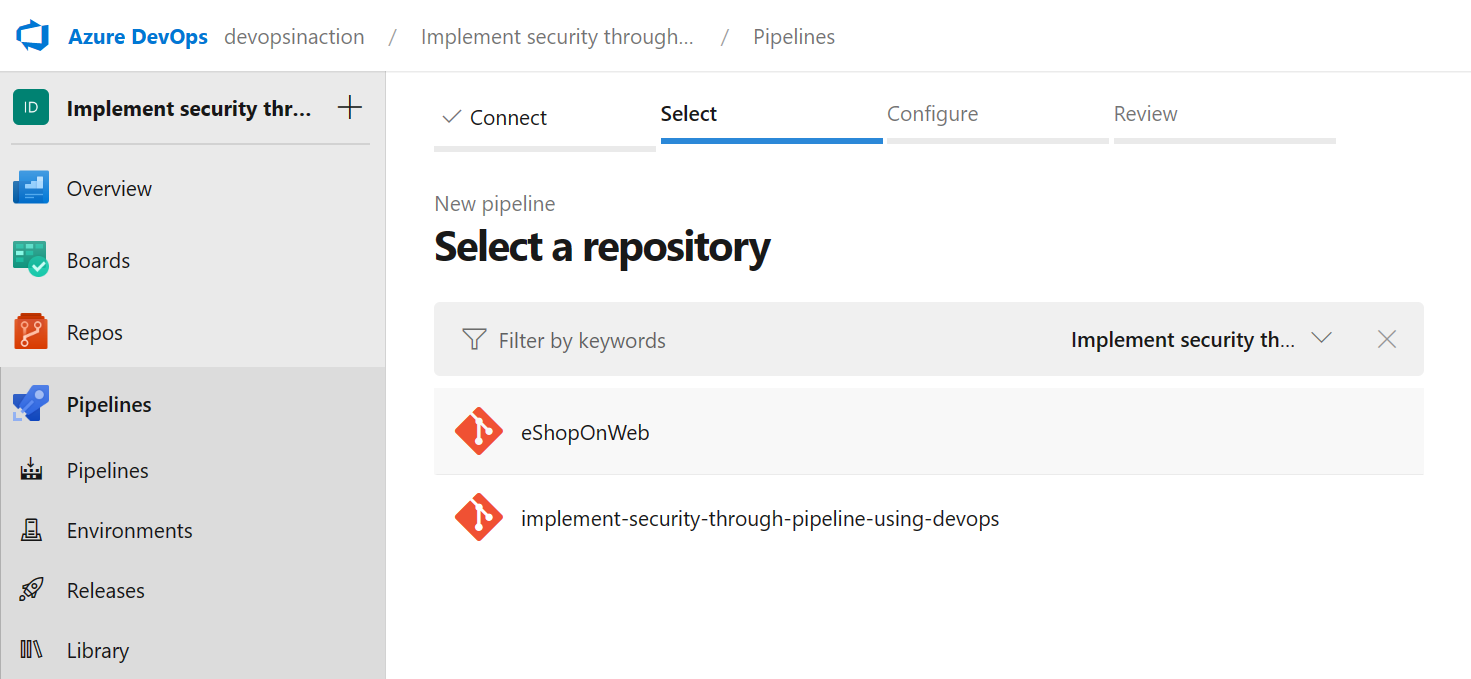 Azure DevOps devopsinaction / Implement security through... / Pipelines
ID Implement security thr... +
Overview
Boards
Repos
Pipelines
Pipelines
Environments
Releases
Library
Connect Select Configure Review
New pipeline
Select a repository
Filter by keywords Implement security th...
eShopOnWeb
implement-security-through-pipeline-using-devops